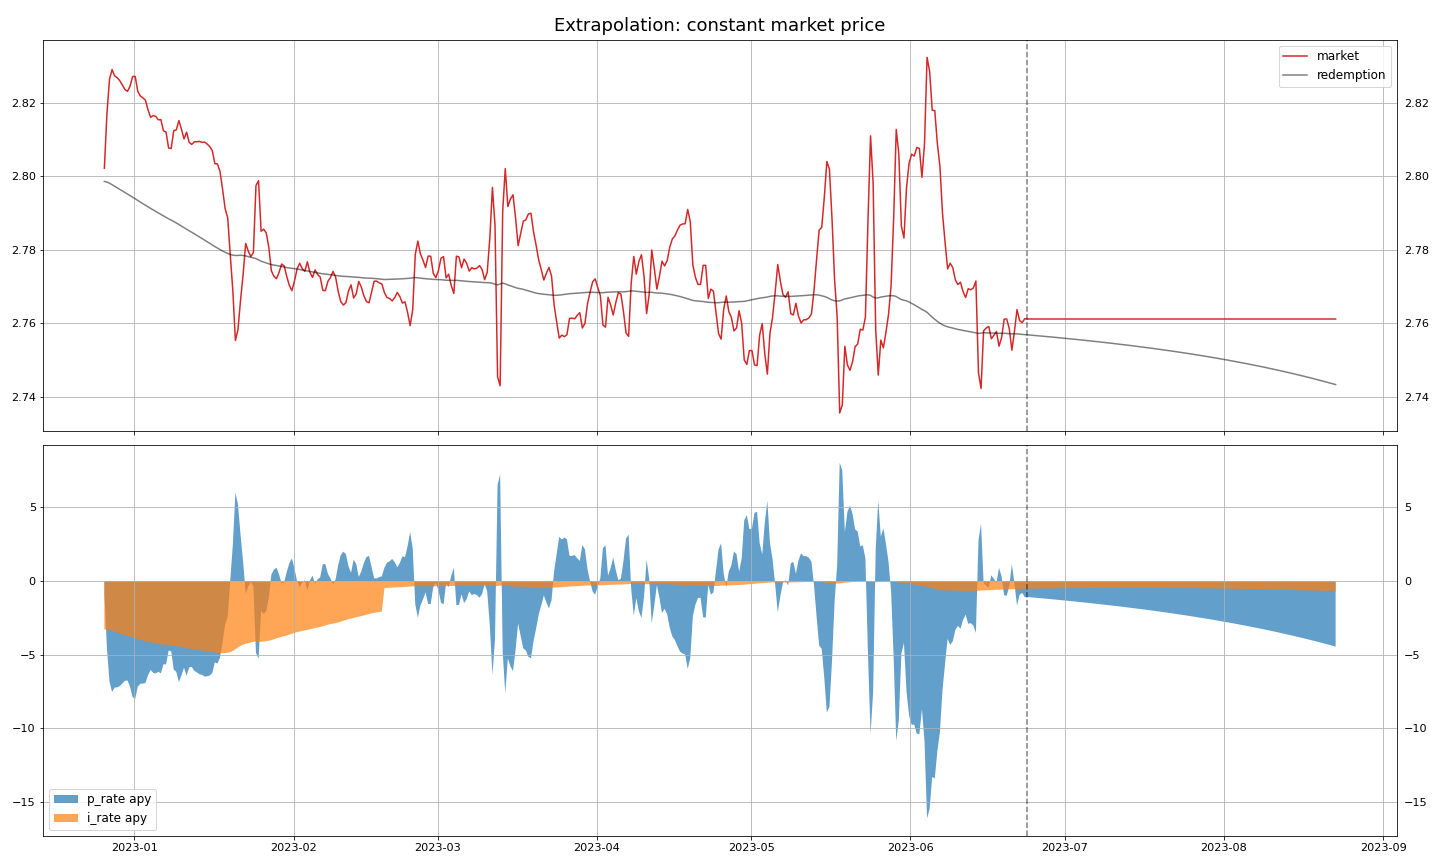 Extrapolation: constant market price
market
redemption
2.82 2.82
2.80 2.80
2.78 2.78
2.76 2.76
2.74 2.74
5 5
0 0
−5 −5
−10 −10
−15 −15
p_rate apy
i_rate apy
2023-01 2023-02 2023-03 2023-04 2023-05 2023-06 2023-07 2023-08 2023-09